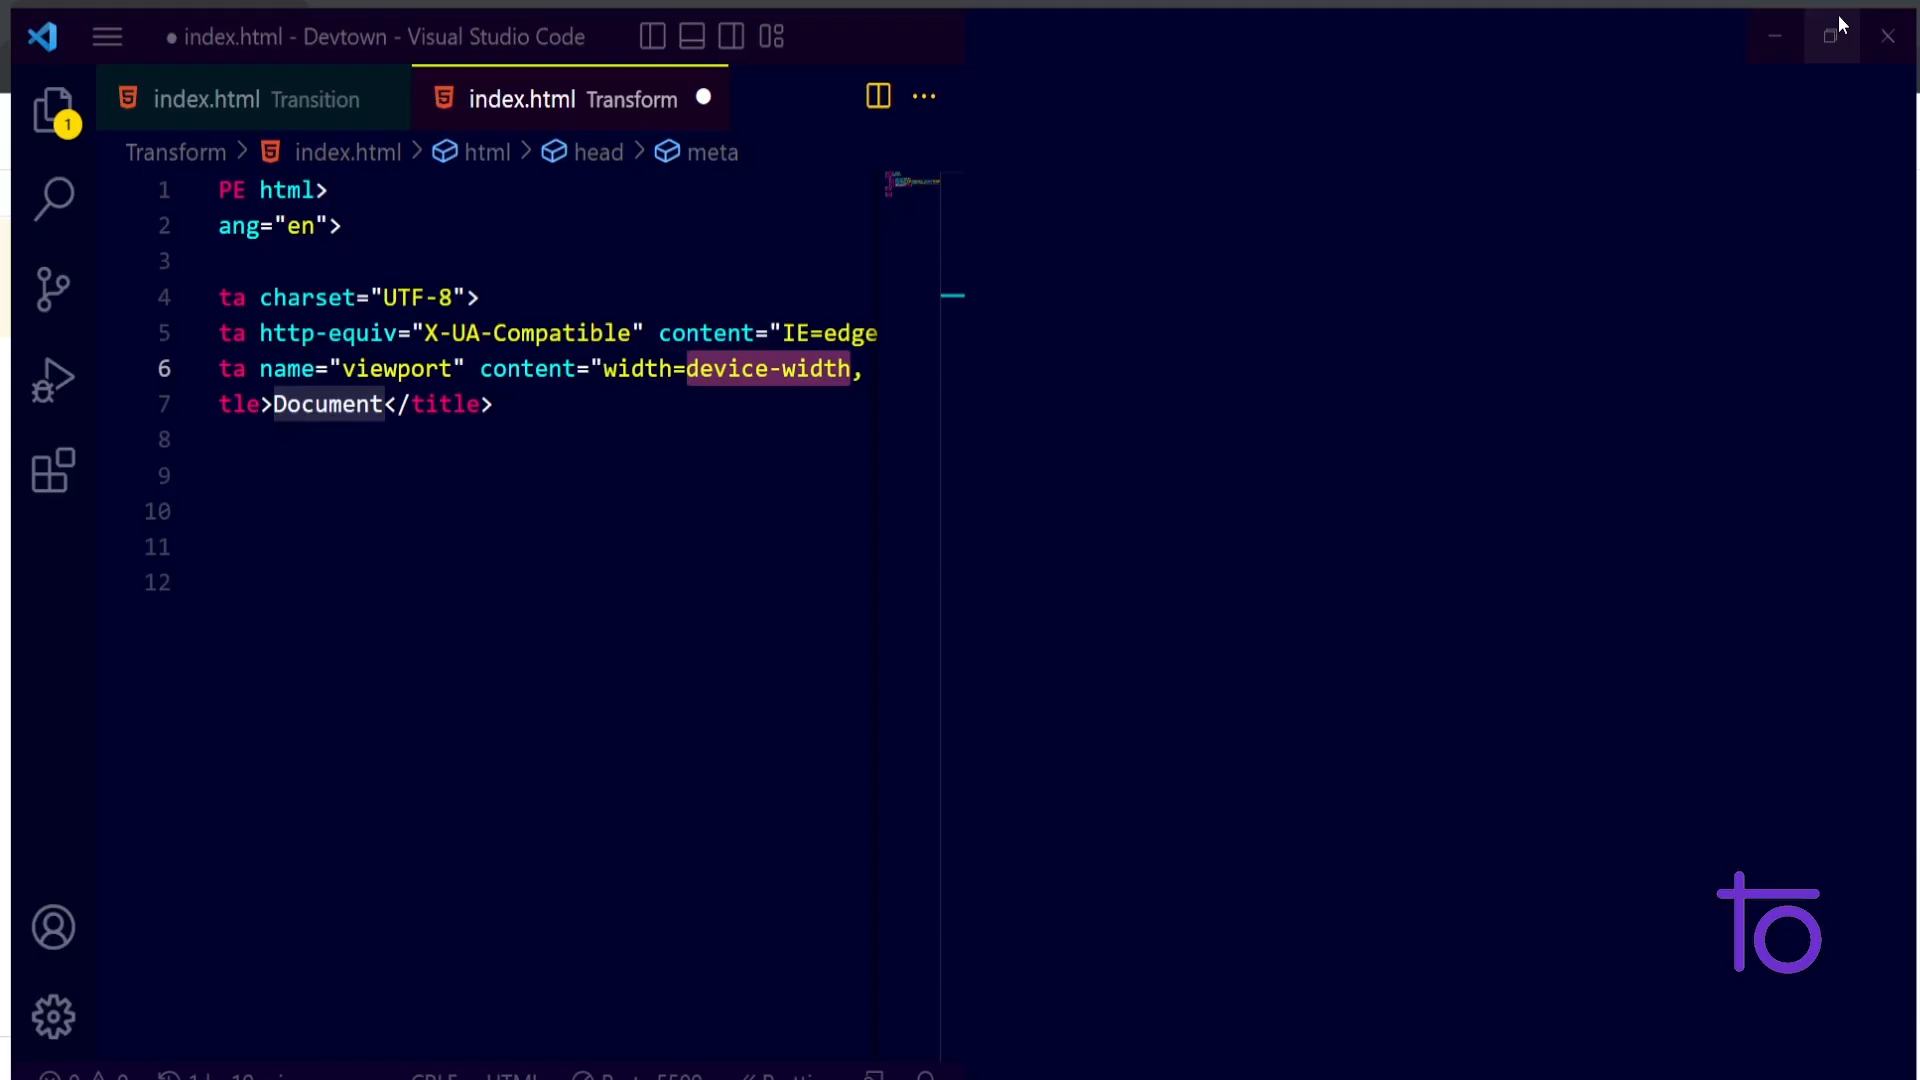 ● index.html - Devtown - Visual Studio Code
index.html Transition
index.html Transform
1
Transform > index.html > html > head > meta
1 PE html>
2 ang="en">
3
4 ta charset="UTF-8">
5 ta http-equiv="X-UA-Compatible" content="IE=edge
6 ta name="viewport" content="width=device-width,
7 tle>Document</title>
8
9
10
11
12
to